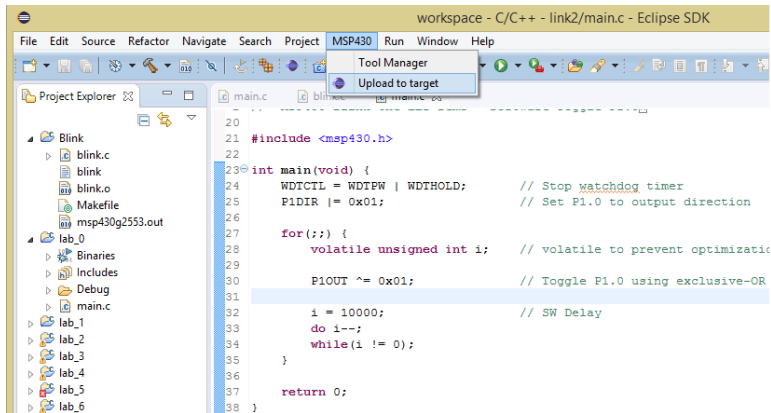 workspace - C/C++ - link2/main.c - Eclipse SDK
File Edit Source Refactor Navigate Search Project MSP430 Run Window Help
Tool Manager
Upload to target
Project Explorer
main.c
20
21 #include <msp430.h>
22
23 int main(void) {
24 WDTCTL = WDTPW | WDTHOLD; // Stop watchdog timer
25 P1DIR |= 0x01; // Set P1.0 to output direction
26
27 for(;;) {
28 volatile unsigned int i; // volatile to prevent optimizatio
29
30 P1OUT ^= 0x01; // Toggle P1.0 using exclusive-OR
31
32 i = 10000; // SW Delay
33 do i--;
34 while(i != 0);
35 }
36
37 return 0;
38 }
Blink
blink.c
blink
blink.o
Makefile
msp430g2553.out
lab_0
Binaries
Includes
Debug
main.c
lab_1
lab_2
lab_3
lab_4
lab_5
lab_6